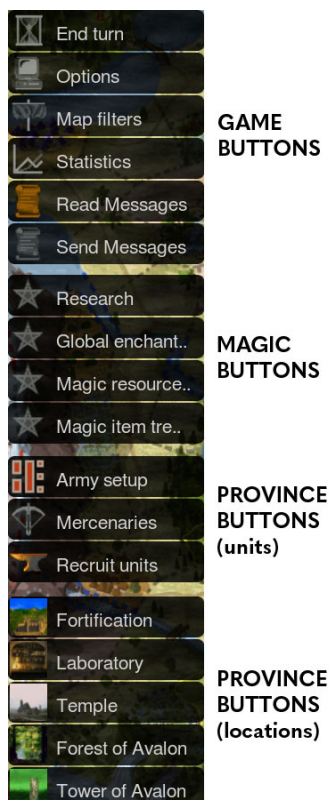 End turn
Options
Map filters
Statistics
Read Messages
Send Messages
GAME
BUTTONS
Research
Global enchant..
Magic resource..
Magic item tre..
MAGIC
BUTTONS
Army setup
Mercenaries
Recruit units
PROVINCE
BUTTONS
(units)
Fortification
Laboratory
Temple
Forest of Avalon
Tower of Avalon
PROVINCE
BUTTONS
(locations)